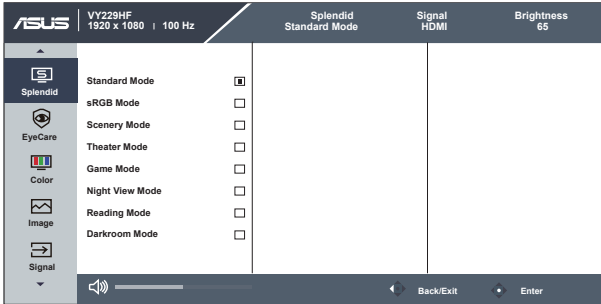 ASUS
VY229HF
1920 x 1080 | 100 Hz
Splendid
Standard Mode
Signal
HDMI
Brightness
65
Splendid
EyeCare
Color
Image
Signal
Standard Mode
sRGB Mode
Scenery Mode
Theater Mode
Game Mode
Night View Mode
Reading Mode
Darkroom Mode
Back/Exit
Enter